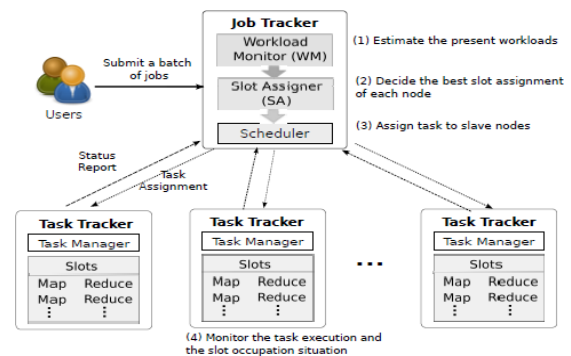 Job Tracker
Workload
Monitor (WM)
(1) Estimate the present workloads
Submit a batch
of jobs
Slot Assigner
(SA)
(2) Decide the best slot assignment
of each node
Users
Scheduler
(3) Assign task to slave nodes
Status
Report
Task
Assignment
Task Tracker
Task Manager
Slots
Map Reduce
Map Reduce
Task Tracker
Task Manager
Slots
Map Reduce
Map Reduce
...
Task Tracker
Task Manager
Slots
Map Reduce
Map Reduce
(4) Monitor the task execution and
the slot occupation situation